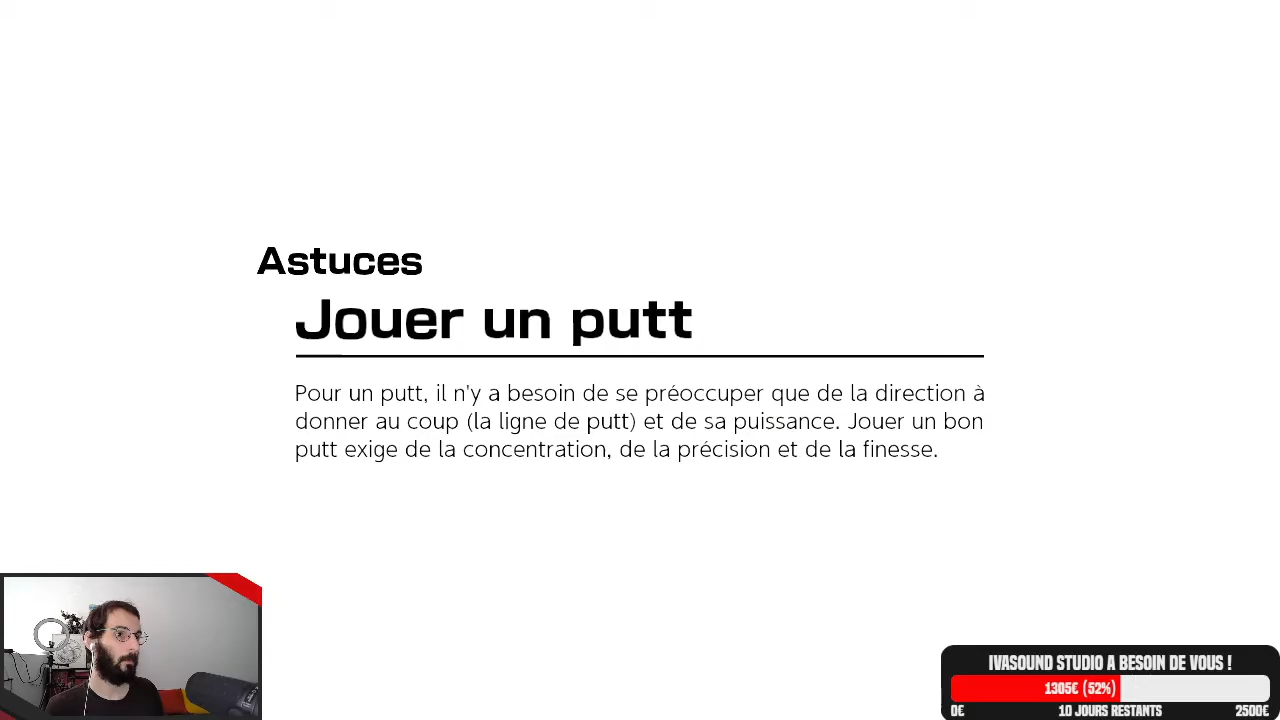 Astuces
Jouer un putt
Pour un putt, il n'y a besoin de se préoccuper que de la direction à
donner au coup (la ligne de putt) et de sa puissance. Jouer un bon
putt exige de la concentration, de la précision et de la finesse.
IVASOUND STUDIO A BESOIN DE VOUS !
1305€ (52%)
0€ 10 JOURS RESTANTS 2500€